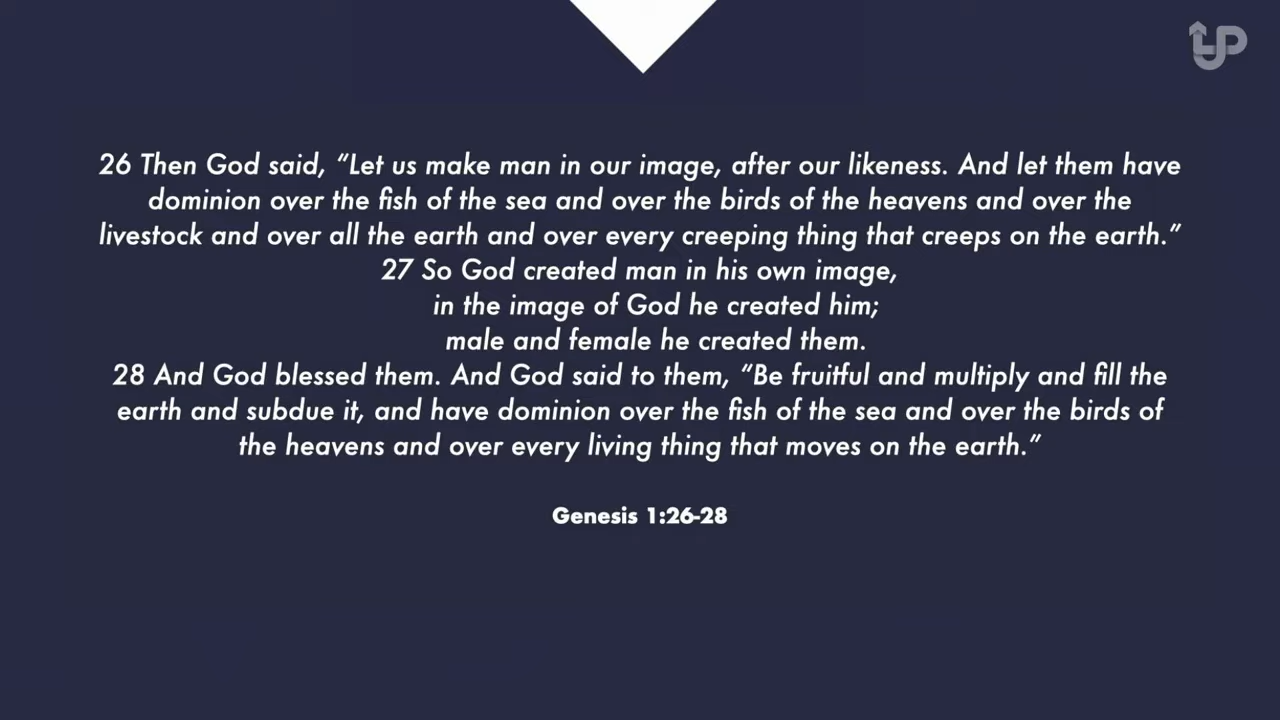 UP
26 Then God said, “Let us make man in our image, after our likeness. And let them have
dominion over the fish of the sea and over the birds of the heavens and over the
livestock and over all the earth and over every creeping thing that creeps on the earth.”
27 So God created man in his own image,
in the image of God he created him;
male and female he created them.
28 And God blessed them. And God said to them, “Be fruitful and multiply and fill the
earth and subdue it, and have dominion over the fish of the sea and over the birds of
the heavens and over every living thing that moves on the earth.”
Genesis 1:26-28